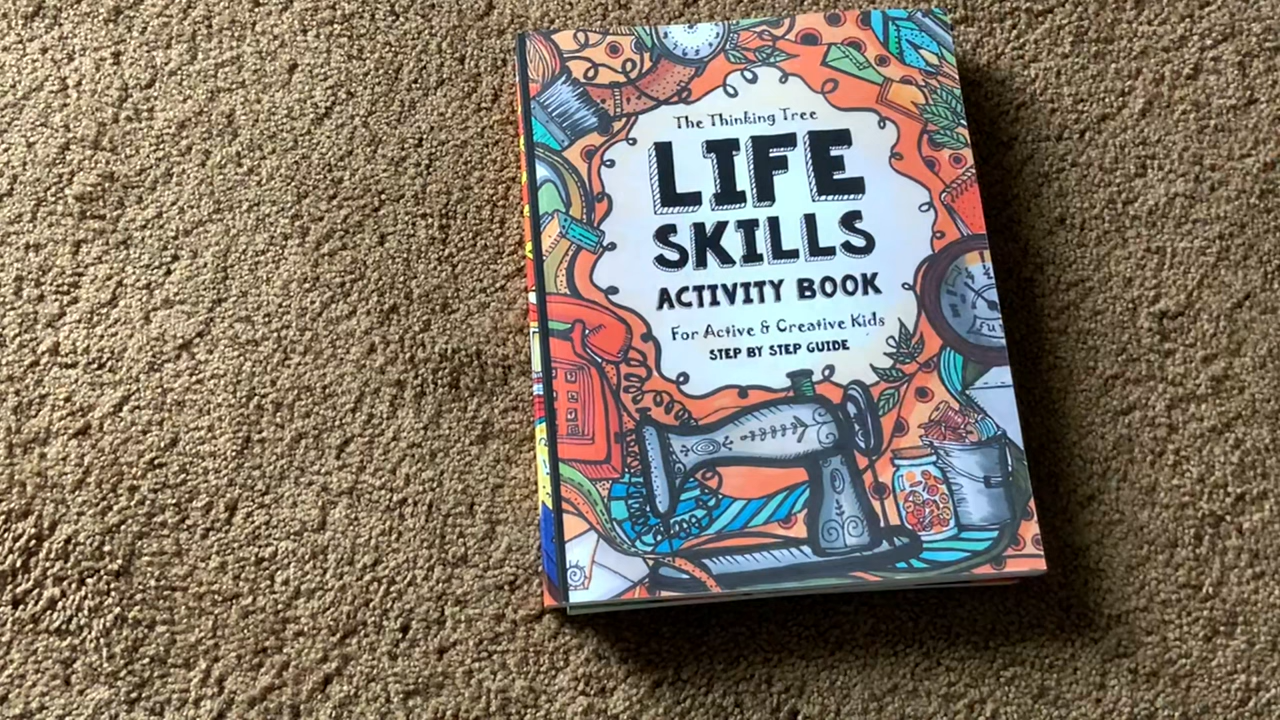 The Thinking Tree
LIFE
SKILLS
ACTIVITY BOOK
For Active & Creative Kids
STEP BY STEP GUIDE